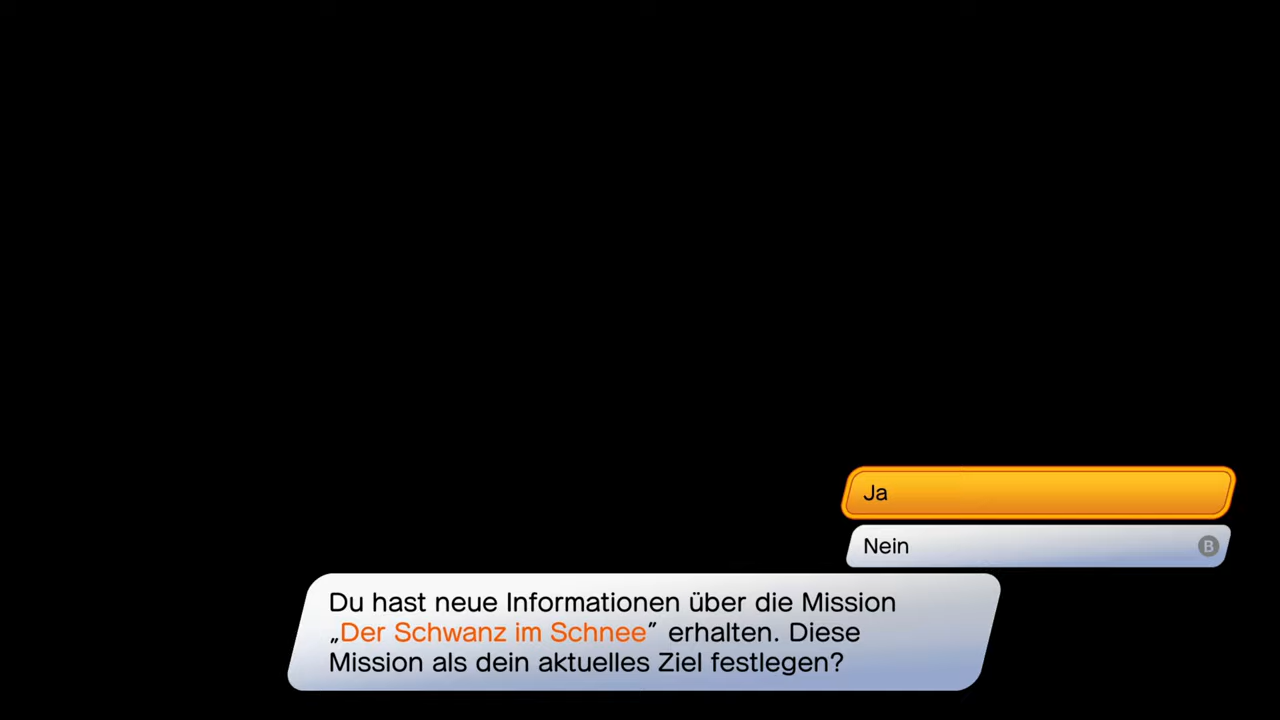 Ja
Nein
B
Du hast neue Informationen über die Mission
„Der Schwanz im Schnee” erhalten. Diese
Mission als dein aktuelles Ziel festlegen?